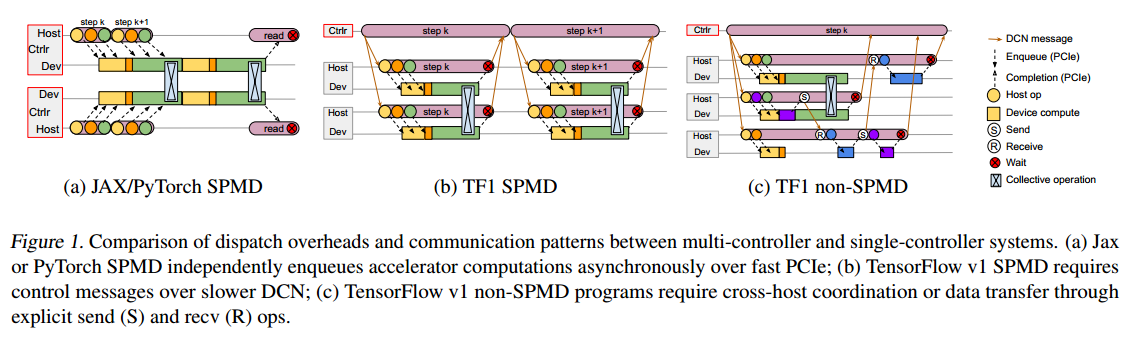 step k step k+1
Host
Ctrlr
Dev
read
Dev
Ctrlr
Host
read
(a) JAX/PyTorch SPMD
Ctrlr
step k
step k+1
Host
step k
step k+1
Dev
Host
step k
step k+1
Dev
(b) TF1 SPMD
Ctrlr
step k
Host
R
Dev
Host
S
Dev
Host
R
S
Dev
(c) TF1 non-SPMD
DCN message
Enqueue (PCIe)
Completion (PCIe)
Host op
Device compute
S Send
R Receive
Wait
Collective operation
Figure 1. Comparison of dispatch overheads and communication patterns between multi-controller and single-controller systems. (a) Jax
or PyTorch SPMD independently enqueues accelerator computations asynchronously over fast PCIe; (b) TensorFlow v1 SPMD requires
control messages over slower DCN; (c) TensorFlow v1 non-SPMD programs require cross-host coordination or data transfer through
explicit send (S) and recv (R) ops.